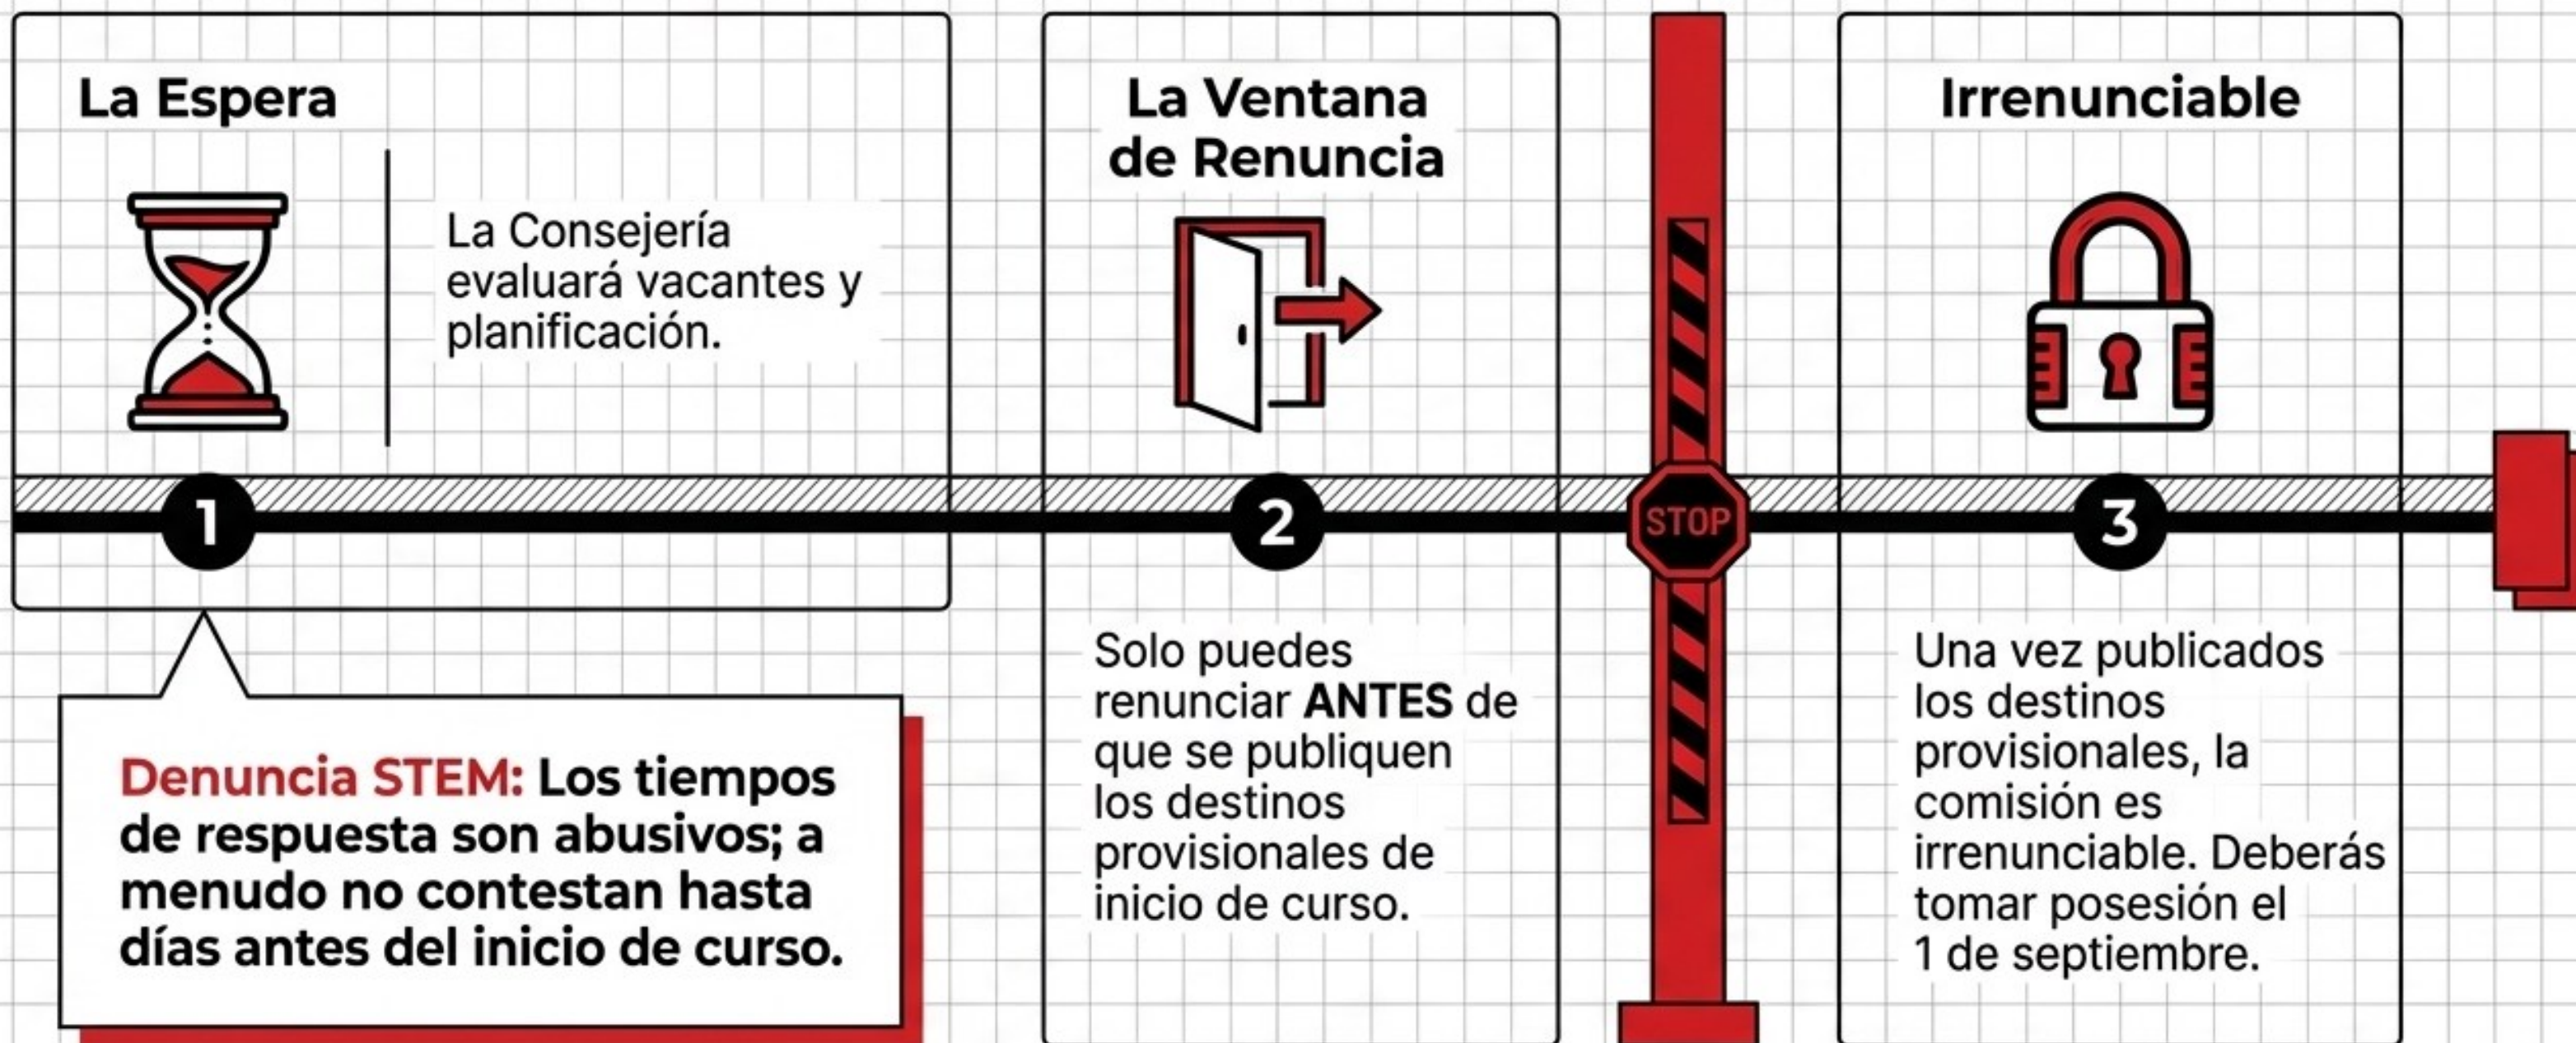 La Espera
La Consejería
evaluará vacantes y
planificación.
1
Denuncia STEM: Los tiempos
de respuesta son abusivos; a
menudo no contestan hasta
días antes del inicio de curso.
La Ventana
de Renuncia
2
Solo puedes
renunciar ANTES de
que se publiquen
los destinos
provisionales de
inicio de curso.
STOP
Irrenunciable
3
Una vez publicados
los destinos
provisionales, la
comisión es
irrenunciable. Deberás
tomar posesión el
1 de septiembre.